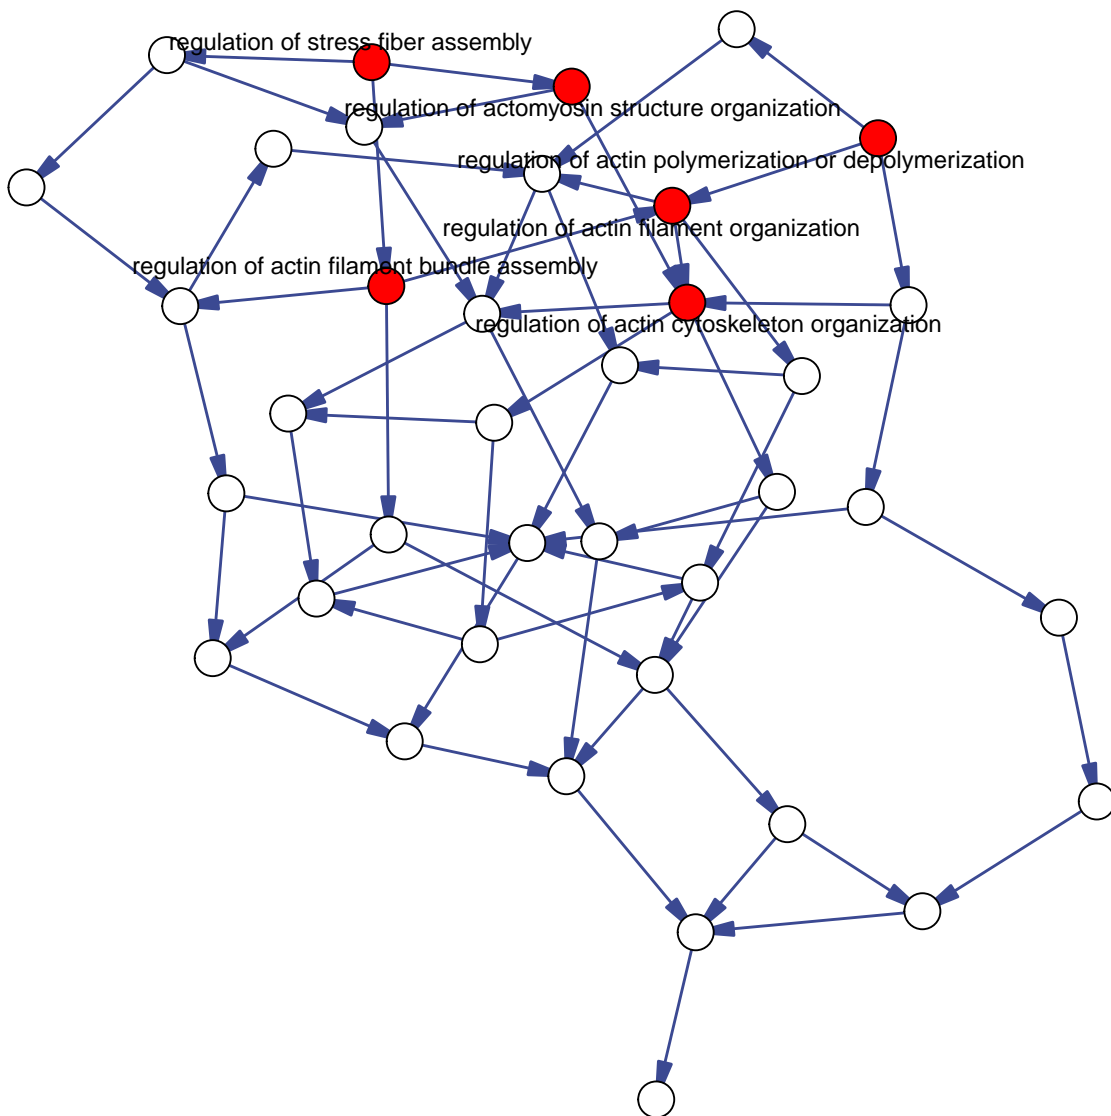 regulation of stress fiber assembly
regulation of actomyosin structure organization
regulation of actin polymerization or depolymerization
regulation of actin filament organization
regulation of actin filament bundle assembly
regulation of actin cytoskeleton organization